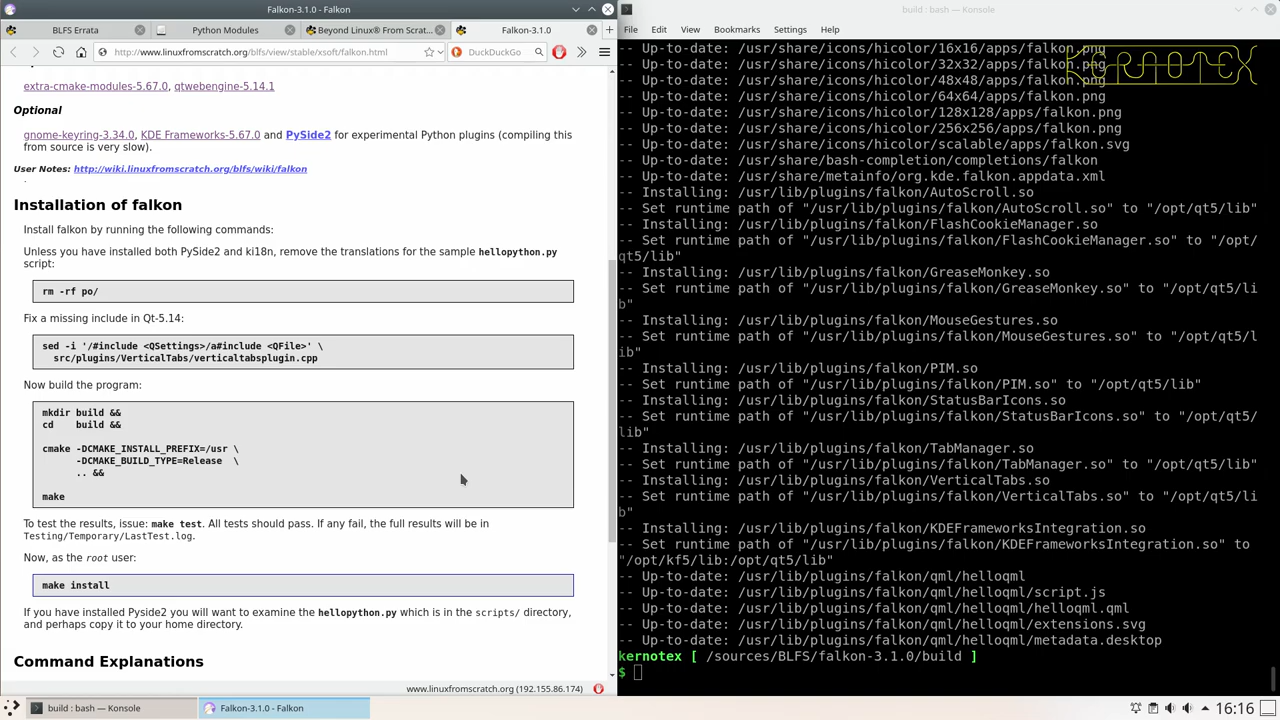 Falkon-3.1.0 - Falkon
BLFS Errata
Python Modules
Beyond Linux® From Scrat...
Falkon-3.1.0
http://www.linuxfromscratch.org/blfs/view/stable/xsoft/falkon.html
DuckDuckGo
extra-cmake-modules-5.67.0, qtwebengine-5.14.1
Optional
gnome-keyring-3.34.0, KDE Frameworks-5.67.0 and PySide2 for experimental Python plugins (compiling this
from source is very slow).
User Notes: http://wiki.linuxfromscratch.org/blfs/wiki/falkon
Installation of falkon
Install falkon by running the following commands:
Unless you have installed both PySide2 and ki18n, remove the translations for the sample hellopython.py
script:
rm -rf po/
Fix a missing include in Qt-5.14:
sed -i '/#include <QSettings>/a#include <QFile>' \
src/plugins/VerticalTabs/verticaltabsplugin.cpp
Now build the program:
mkdir build &&
cd    build &&
cmake -DCMAKE_INSTALL_PREFIX=/usr \
-DCMAKE_BUILD_TYPE=Release  \
.. &&
make
To test the results, issue: make test. All tests should pass. If any fail, the full results will be in
Testing/Temporary/LastTest.log.
Now, as the root user:
make install
If you have installed Pyside2 you will want to examine the hellopython.py which is in the scripts/ directory,
and perhaps copy it to your home directory.
Command Explanations
www.linuxfromscratch.org (192.155.86.174)
build : bash — Konsole
File Edit View Bookmarks Settings Help
KERNOTEX
-- Up-to-date: /usr/share/icons/hicolor/16x16/apps/falkon.png
-- Up-to-date: /usr/share/icons/hicolor/32x32/apps/falkon.png
-- Up-to-date: /usr/share/icons/hicolor/48x48/apps/falkon.png
-- Up-to-date: /usr/share/icons/hicolor/64x64/apps/falkon.png
-- Up-to-date: /usr/share/icons/hicolor/128x128/apps/falkon.png
-- Up-to-date: /usr/share/icons/hicolor/256x256/apps/falkon.png
-- Up-to-date: /usr/share/icons/hicolor/scalable/apps/falkon.svg
-- Up-to-date: /usr/share/bash-completion/completions/falkon
-- Up-to-date: /usr/share/metainfo/org.kde.falkon.appdata.xml
-- Installing: /usr/lib/plugins/falkon/AutoScroll.so
-- Set runtime path of "/usr/lib/plugins/falkon/AutoScroll.so" to "/opt/qt5/lib"
-- Installing: /usr/lib/plugins/falkon/FlashCookieManager.so
-- Set runtime path of "/usr/lib/plugins/falkon/FlashCookieManager.so" to "/opt/
qt5/lib"
-- Installing: /usr/lib/plugins/falkon/GreaseMonkey.so
-- Set runtime path of "/usr/lib/plugins/falkon/GreaseMonkey.so" to "/opt/qt5/li
b"
-- Installing: /usr/lib/plugins/falkon/MouseGestures.so
-- Set runtime path of "/usr/lib/plugins/falkon/MouseGestures.so" to "/opt/qt5/l
ib"
-- Installing: /usr/lib/plugins/falkon/PIM.so
-- Set runtime path of "/usr/lib/plugins/falkon/PIM.so" to "/opt/qt5/lib"
-- Installing: /usr/lib/plugins/falkon/StatusBarIcons.so
-- Set runtime path of "/usr/lib/plugins/falkon/StatusBarIcons.so" to "/opt/qt5/
lib"
-- Installing: /usr/lib/plugins/falkon/TabManager.so
-- Set runtime path of "/usr/lib/plugins/falkon/TabManager.so" to "/opt/qt5/lib"
-- Installing: /usr/lib/plugins/falkon/VerticalTabs.so
-- Set runtime path of "/usr/lib/plugins/falkon/VerticalTabs.so" to "/opt/qt5/li
b"
-- Installing: /usr/lib/plugins/falkon/KDEFrameworksIntegration.so
-- Set runtime path of "/usr/lib/plugins/falkon/KDEFrameworksIntegration.so" to
"/opt/kf5/lib:/opt/qt5/lib"
-- Up-to-date: /usr/lib/plugins/falkon/qml/helloqml
-- Up-to-date: /usr/lib/plugins/falkon/qml/helloqml/script.js
-- Up-to-date: /usr/lib/plugins/falkon/qml/helloqml/helloqml.qml
-- Up-to-date: /usr/lib/plugins/falkon/qml/helloqml/extensions.svg
-- Up-to-date: /usr/lib/plugins/falkon/qml/helloqml/metadata.desktop
kernotex [ /sources/BLFS/falkon-3.1.0/build ]
$
build : bash — Konsole
Falkon-3.1.0 - Falkon
16:16